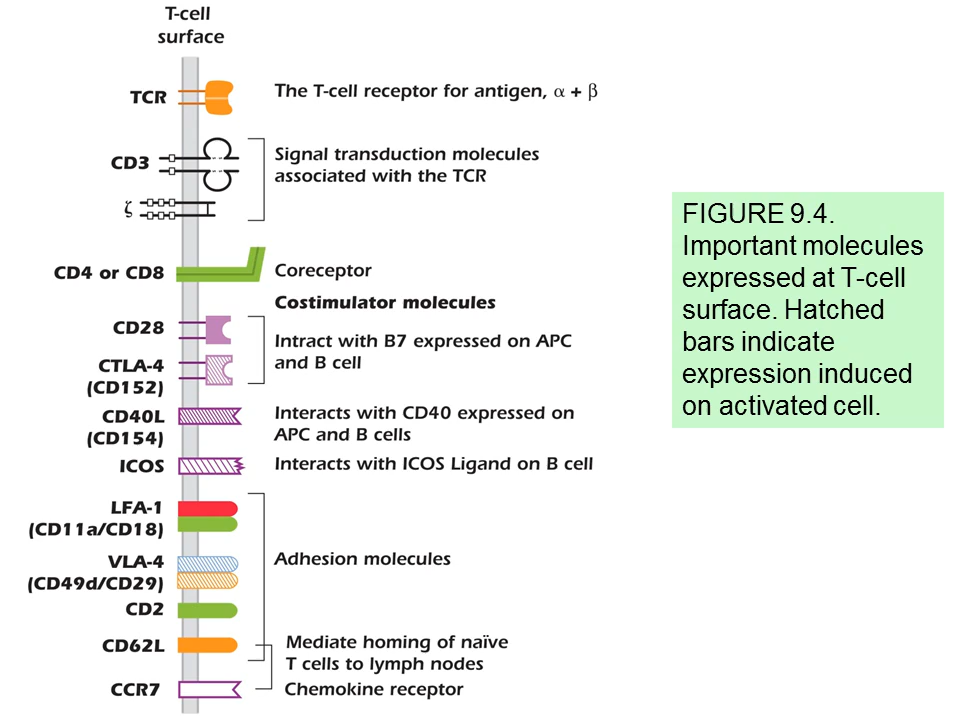 T-cell
surface
TCR
The T-cell receptor for antigen, α + β
CD3
Signal transduction molecules
associated with the TCR
ζ
CD4 or CD8
Coreceptor
Costimulator molecules
CD28
Intract with B7 expressed on APC
and B cell
CTLA-4
(CD152)
CD40L
(CD154)
Interacts with CD40 expressed on
APC and B cells
ICOS
Interacts with ICOS Ligand on B cell
LFA-1
(CD11a/CD18)
Adhesion molecules
VLA-4
(CD49d/CD29)
CD2
CD62L
Mediate homing of naïve
T cells to lymph nodes
CCR7
Chemokine receptor
FIGURE 9.4.
Important molecules
expressed at T-cell
surface. Hatched
bars indicate
expression induced
on activated cell.